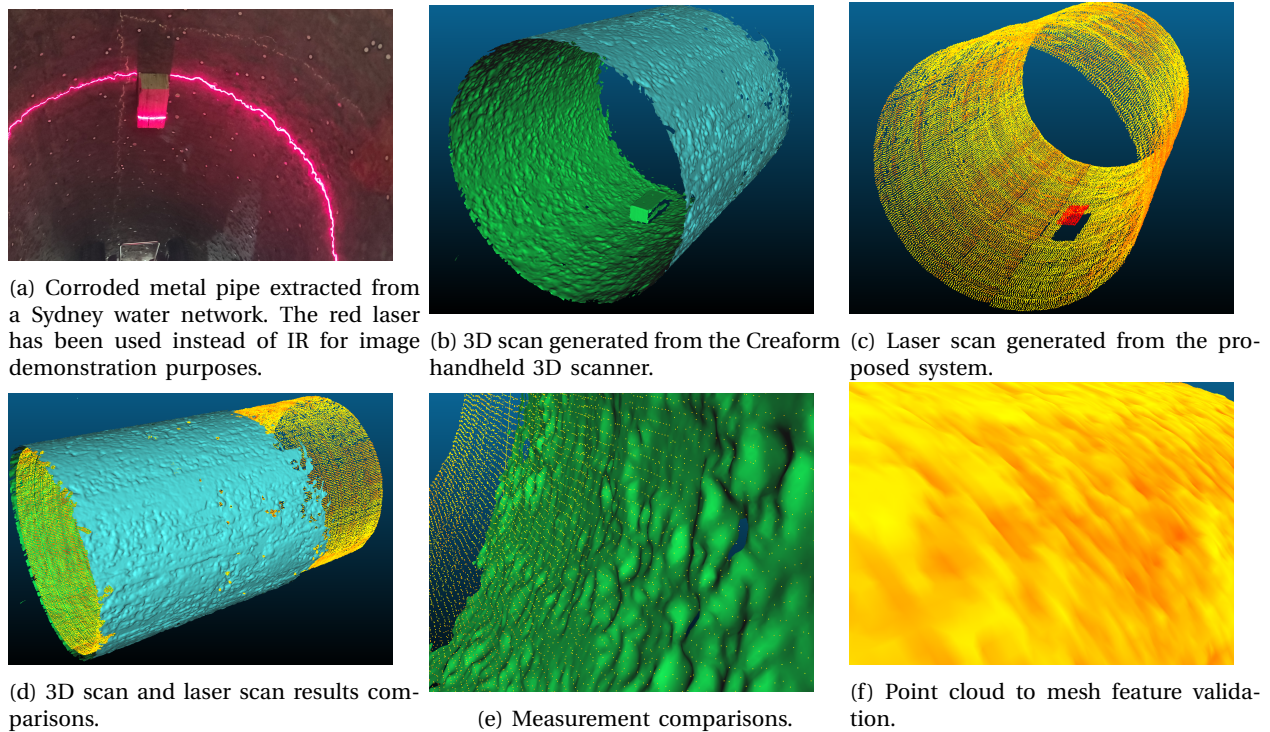 (a) Corroded metal pipe extracted from
a Sydney water network. The red laser
has been used instead of IR for image
demonstration purposes.
(b) 3D scan generated from the Creaform
handheld 3D scanner.
(c) Laser scan generated from the pro-
posed system.
(d) 3D scan and laser scan results com-
parisons.
(e) Measurement comparisons.
(f) Point cloud to mesh feature valida-
tion.